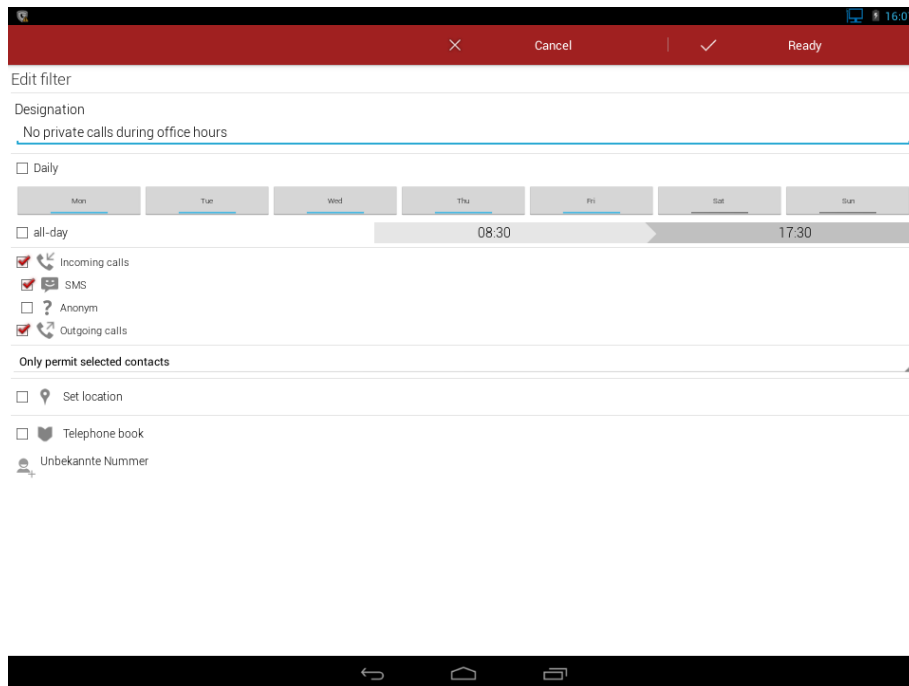 16:0
Cancel
Ready
Edit filter
Designation
No private calls during office hours
Daily
Mon Tue Wed Thu Fri Sat Sun
all-day 08:30 17:30
Incoming calls
SMS
? Anonym
Outgoing calls
Only permit selected contacts
Set location
Telephone book
Unbekannte Nummer